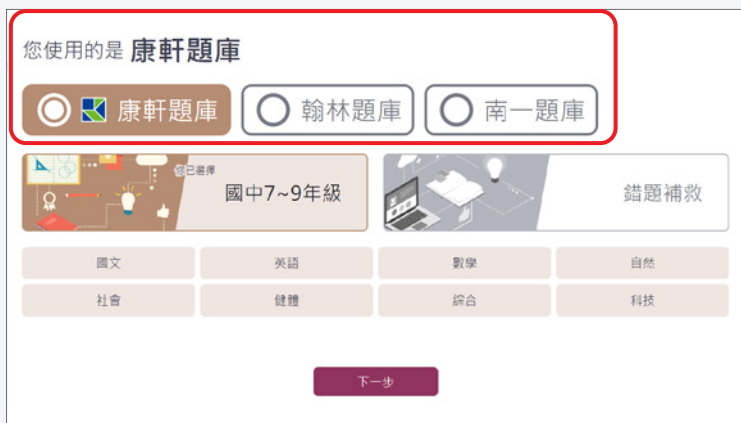 您使用的是 康軒題庫
康軒題庫 翰林題庫 南一題庫
您已選擇
國中7~9年級 錯題補救
國文 英語 數學 自然
社會 健體 綜合 科技
下一步